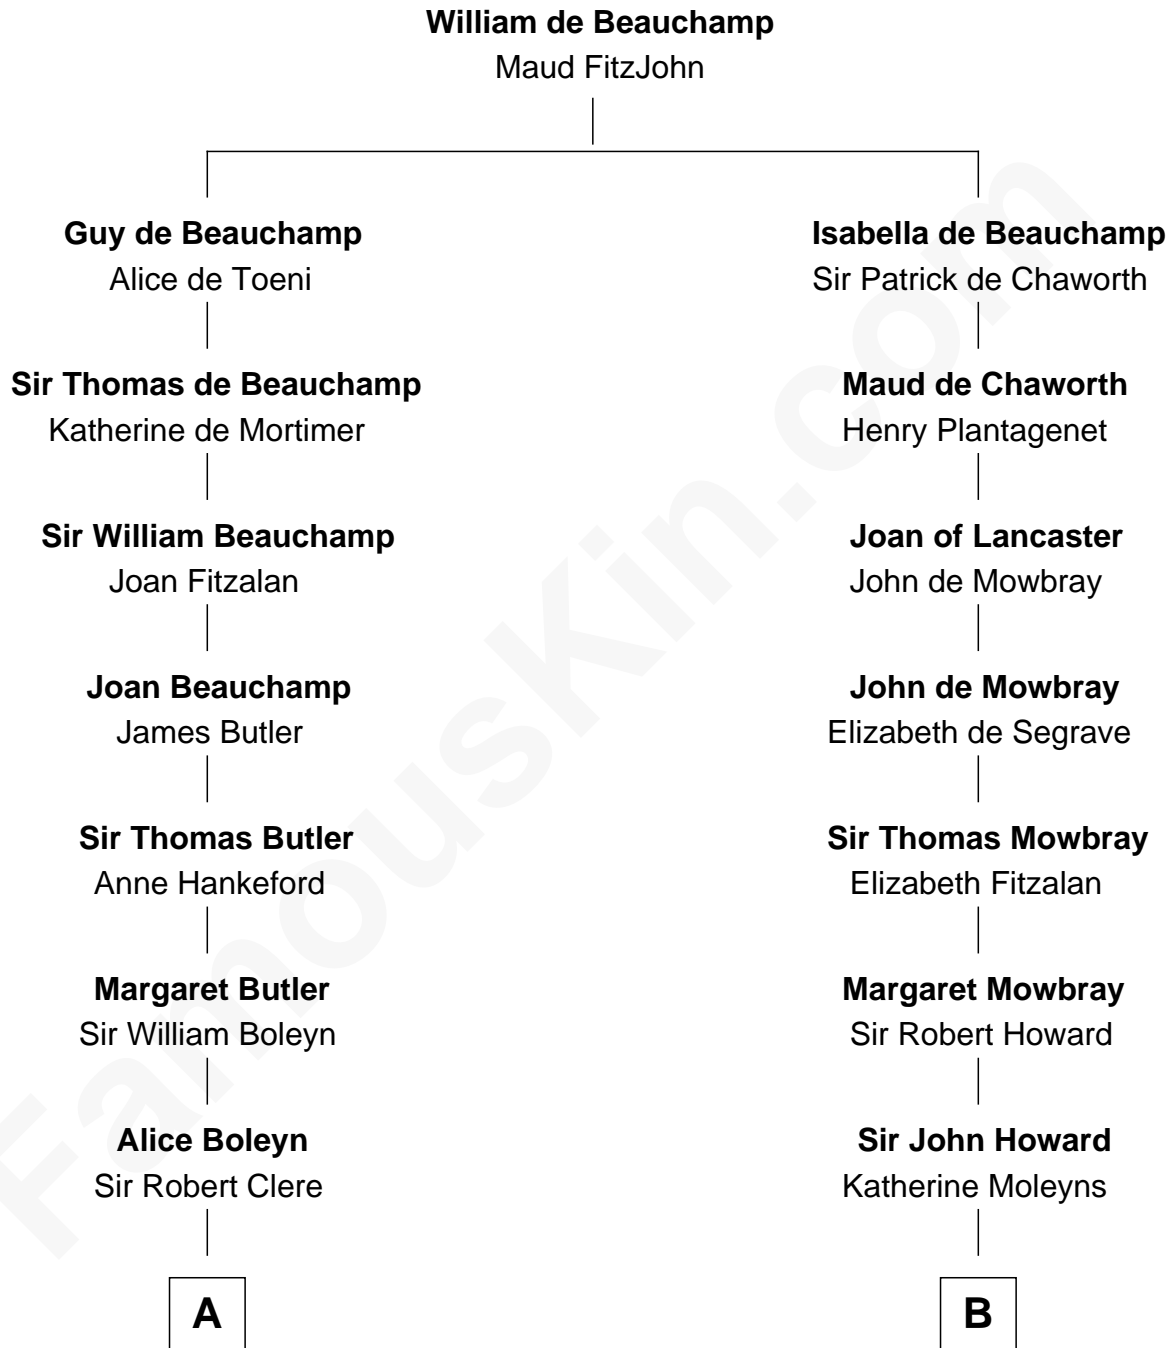 William de Beauchamp
Maud FitzJohn
Guy de Beauchamp
Alice de Toeni
Isabella de Beauchamp
Sir Patrick de Chaworth
Sir Thomas de Beauchamp
Katherine de Mortimer
Maud de Chaworth
Henry Plantagenet
Sir William Beauchamp
Joan Fitzalan
Joan of Lancaster
John de Mowbray
Joan Beauchamp
James Butler
John de Mowbray
Elizabeth de Segrave
Sir Thomas Butler
Anne Hankeford
Sir Thomas Mowbray
Elizabeth Fitzalan
Margaret Butler
Sir William Boleyn
Margaret Mowbray
Sir Robert Howard
Alice Boleyn
Sir Robert Clere
Sir John Howard
Katherine Moleyns
A
B
FamousKin.com